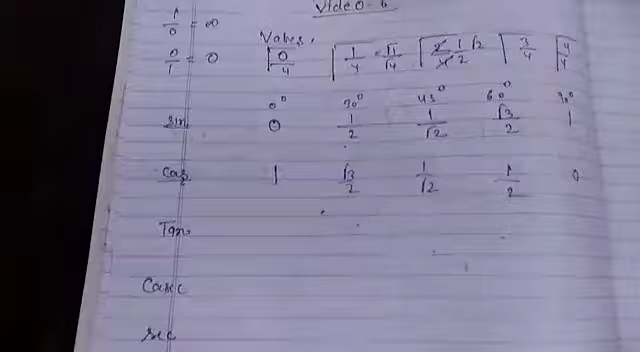 Video-6
1/0 = ∞
Values,
0/1 = 0 √0/4 √1/4 = √1/√4 √2/4 1/2 √2 √3/4 √4/4
0° 30° 45° 60° 90°
Sin 0 1/2 1/√2 √3/2 1
Cos 1 √3/2 1/√2 1/2 0
Tan
Cosec
Sec